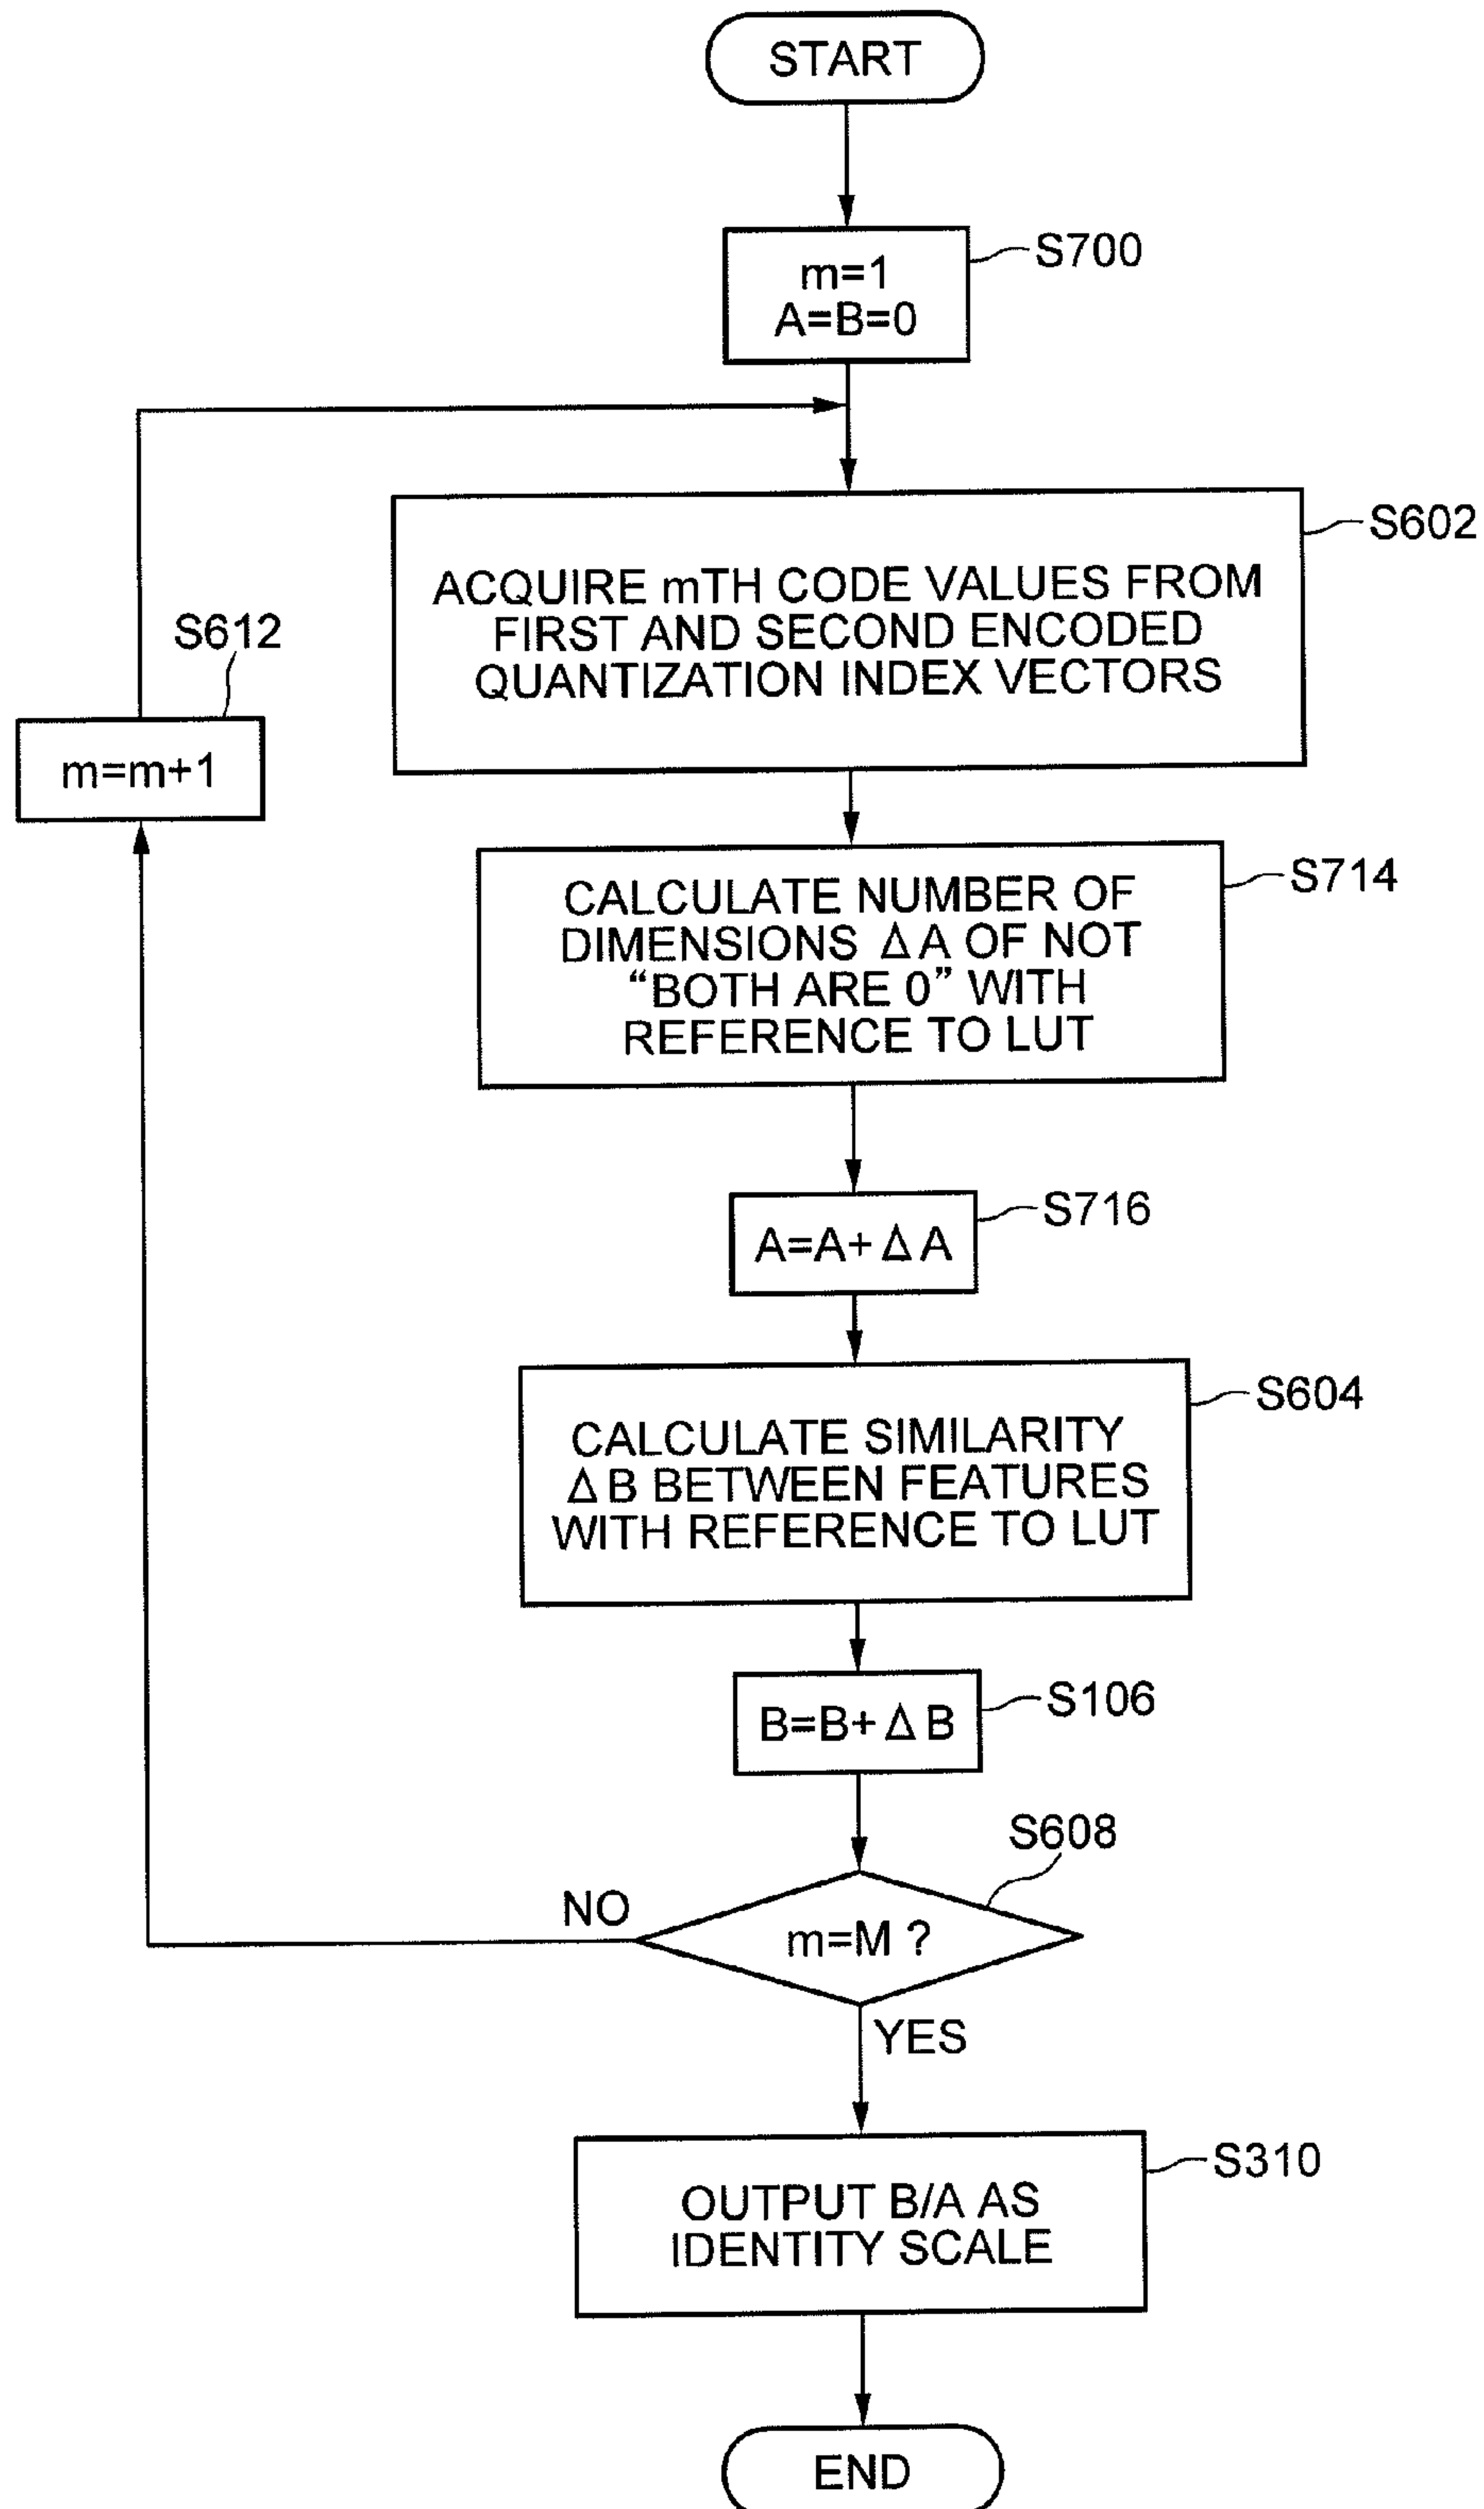 START
S700
m=1
A=B=0
S602
ACQUIRE mTH CODE VALUES FROM
FIRST AND SECOND ENCODED
QUANTIZATION INDEX VECTORS
S612
m=m+1
S714
CALCULATE NUMBER OF
DIMENSIONS ΔA OF NOT
“BOTH ARE 0” WITH
REFERENCE TO LUT
S716
A=A+ΔA
S604
CALCULATE SIMILARITY
ΔB BETWEEN FEATURES
WITH REFERENCE TO LUT
S106
B=B+ΔB
S608
NO
m=M ?
YES
S310
OUTPUT B/A AS
IDENTITY SCALE
END